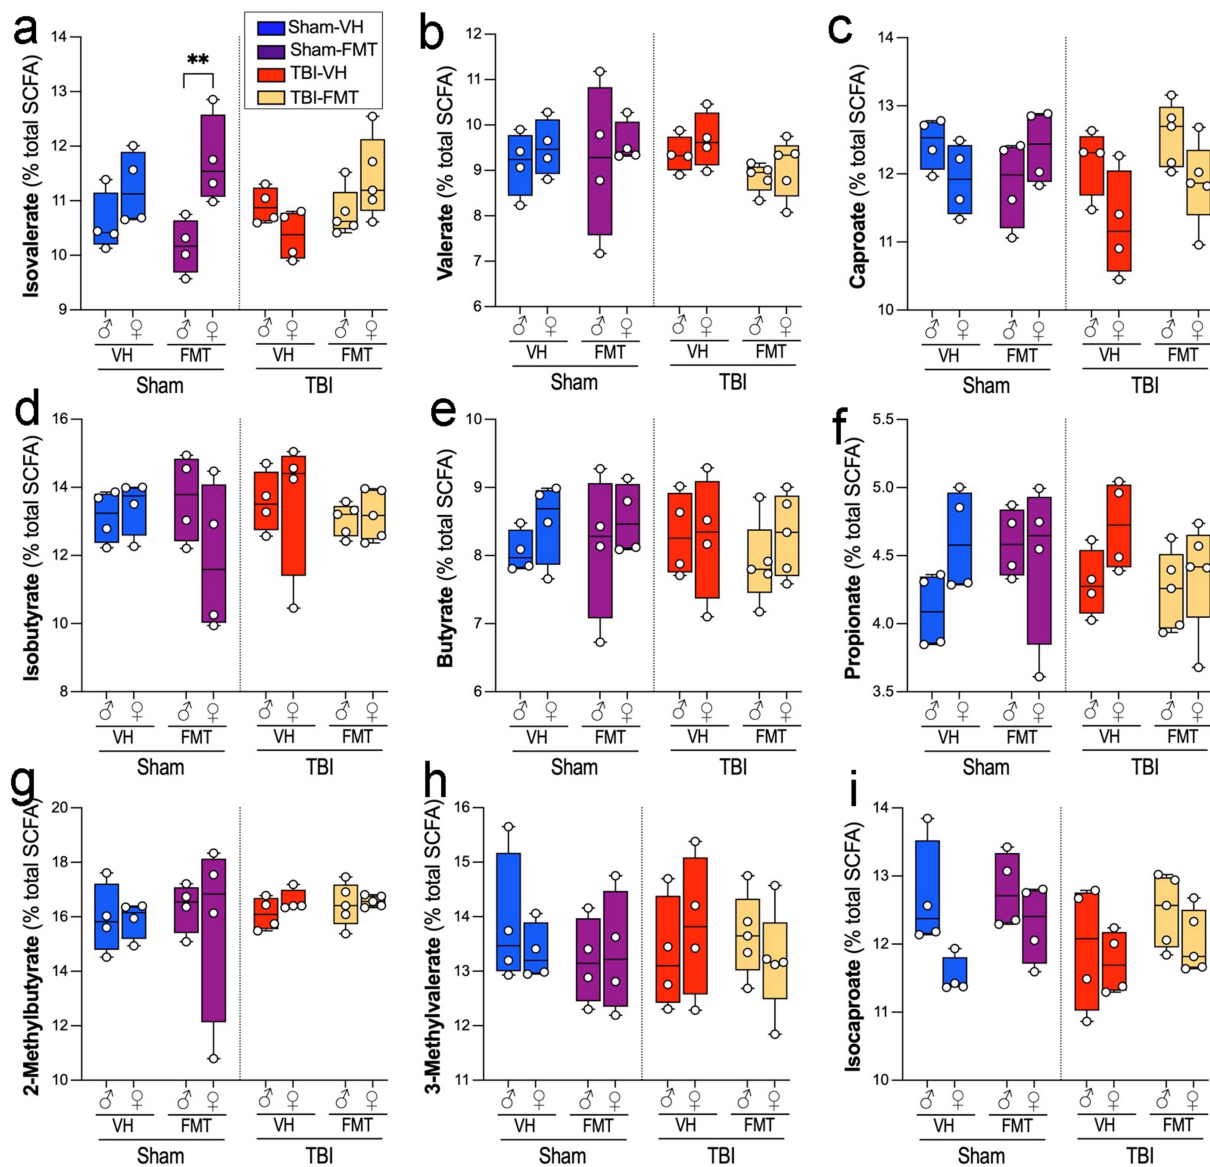 a
Isovalerate (% total SCFA)
14
13
12
11
10
9
**
Sham-VH
Sham-FMT
TBI-VH
TBI-FMT
♂ ♀ ♂ ♀ ♂ ♀ ♂ ♀
VH FMT VH FMT
Sham TBI
b
Valerate (% total SCFA)
12
11
10
9
8
7
6
♂ ♀ ♂ ♀ ♂ ♀ ♂ ♀
VH FMT VH FMT
Sham TBI
c
Caproate (% total SCFA)
14
13
12
11
10
♂ ♀ ♂ ♀ ♂ ♀ ♂ ♀
VH FMT VH FMT
Sham TBI
d
Isobutyrate (% total SCFA)
16
14
12
10
8
♂ ♀ ♂ ♀ ♂ ♀ ♂ ♀
VH FMT VH FMT
Sham TBI
e
Butyrate (% total SCFA)
10
9
8
7
6
♂ ♀ ♂ ♀ ♂ ♀ ♂ ♀
VH FMT VH FMT
Sham TBI
f
Propionate (% total SCFA)
5.5
5.0
4.5
4.0
3.5
♂ ♀ ♂ ♀ ♂ ♀ ♂ ♀
VH FMT VH FMT
Sham TBI
g
2-Methylbutyrate (% total SCFA)
20
18
16
14
12
10
♂ ♀ ♂ ♀ ♂ ♀ ♂ ♀
VH FMT VH FMT
Sham TBI
h
3-Methylvalerate (% total SCFA)
16
15
14
13
12
11
♂ ♀ ♂ ♀ ♂ ♀ ♂ ♀
VH FMT VH FMT
Sham TBI
i
Isocaproate (% total SCFA)
14
13
12
11
10
♂ ♀ ♂ ♀ ♂ ♀ ♂ ♀
VH FMT VH FMT
Sham TBI